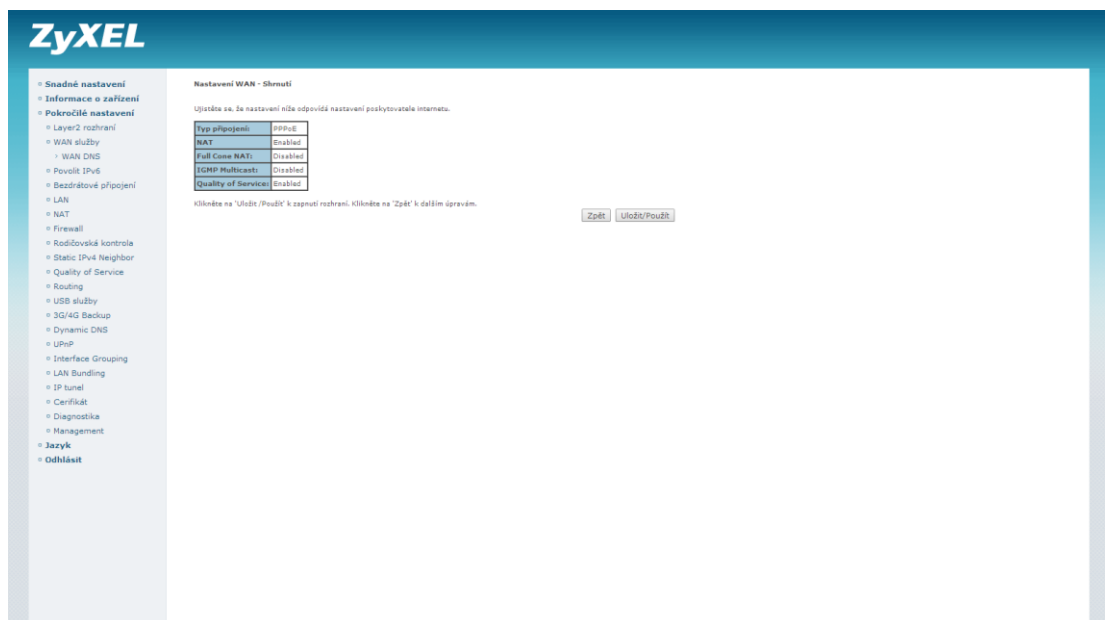 ZyXEL
Snadné nastavení
Informace o zařízení
Pokročilé nastavení
Layer2 rozhraní
WAN služby
WAN DNS
Povolit IPv6
Bezdrátové připojení
LAN
NAT
Firewall
Rodičovská kontrola
Static IPv4 Neighbor
Quality of Service
Routing
USB služby
3G/4G Backup
Dynamic DNS
UPnP
Interface Grouping
LAN Bundling
IP tunel
Cerifikát
Diagnostika
Management
Jazyk
Odhlásit
Nastavení WAN - Shrnutí
Ujistěte se, že nastavení níže odpovídá nastavení poskytovatele internetu.
Typ připojení: PPPoE
NAT Enabled
Full Cone NAT: Disabled
IGMP Multicast: Disabled
Quality of Service: Enabled
Klikněte na 'Uložit /Použít' k zapnutí rozhraní. Klikněte na 'Zpět' k dalším úpravám.
Zpět Uložit/Použít